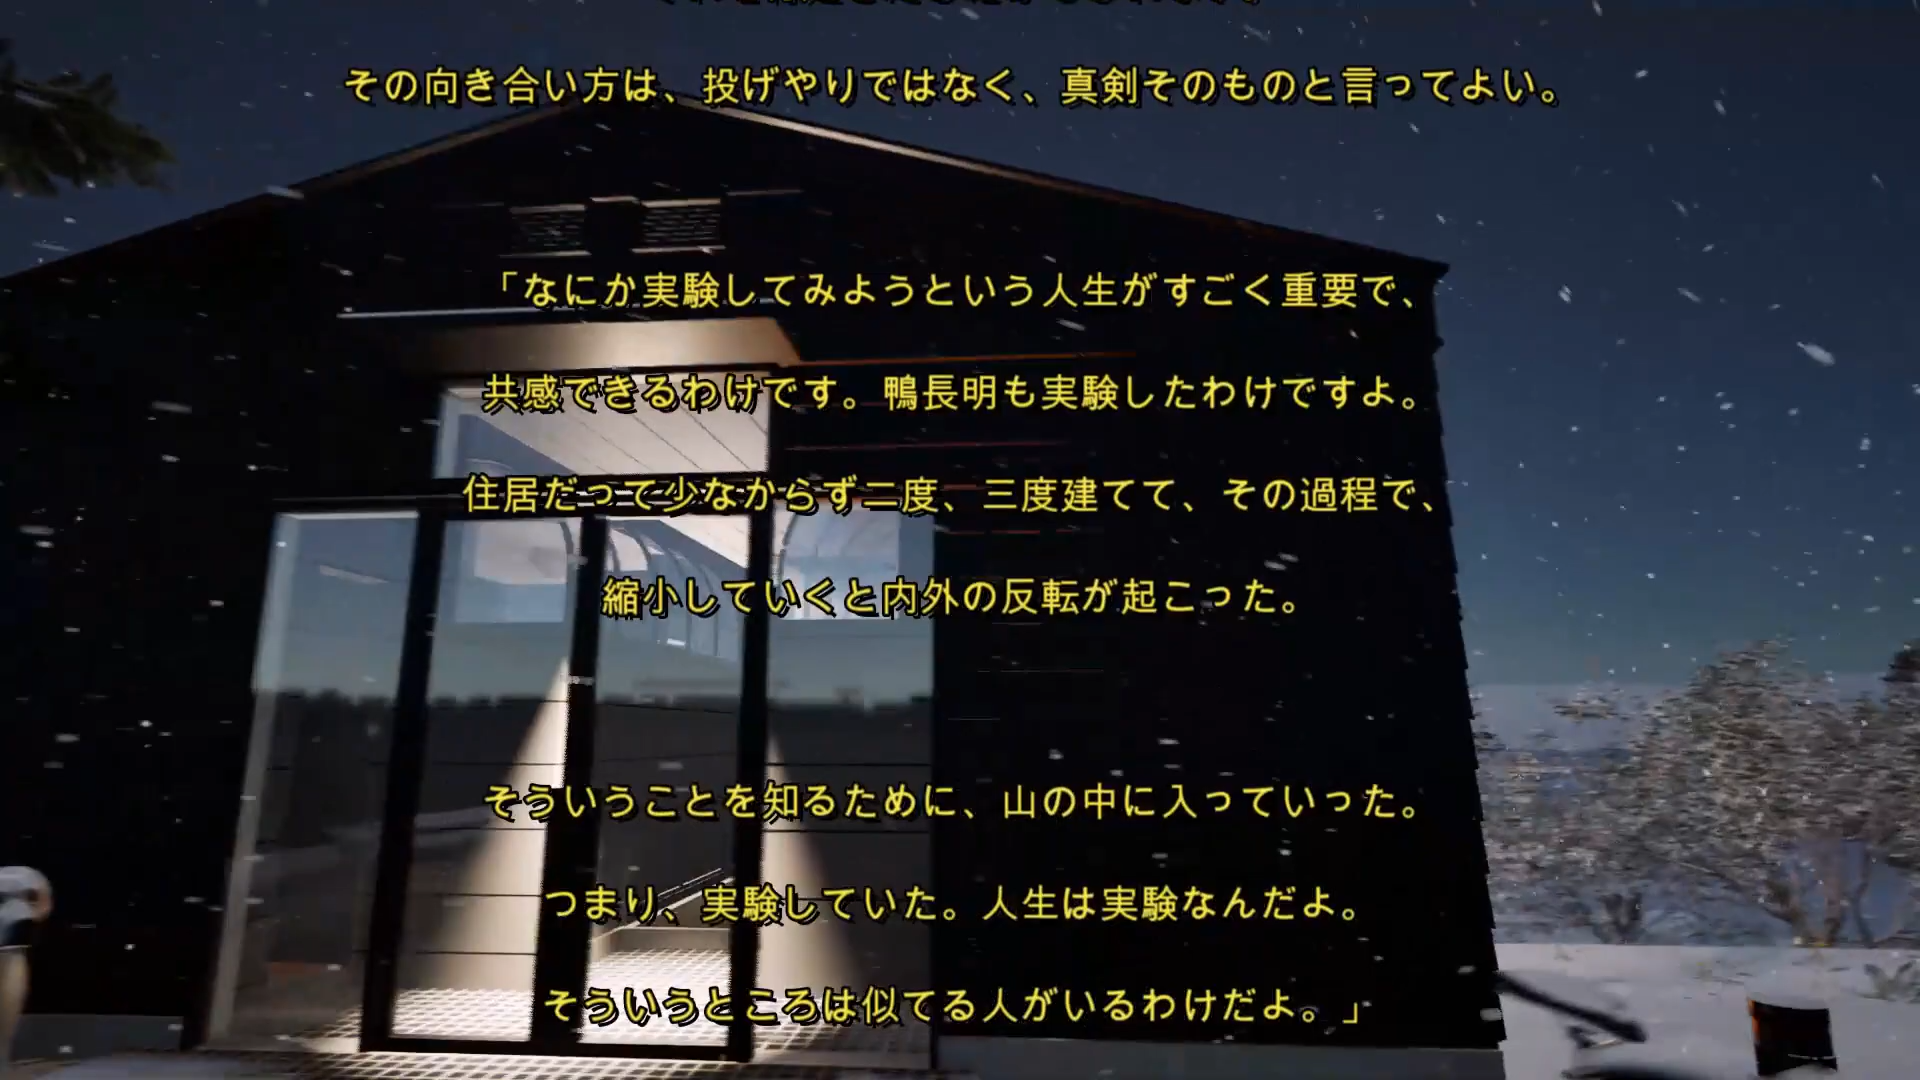 その向き合い方は、投げやりではなく、真剣そのものと言ってよい。
「なにか実験してみようという人生がすごく重要で、
共感できるわけです。鴨長明も実験したわけですよ。
住居だって少なからず二度、三度建てて、その過程で、
縮小していくと内外の反転が起こった。
そういうことを知るために、山の中に入っていった。
つまり、実験していた。人生は実験なんだよ。
そういうところは似てる人がいるわけだよ。」